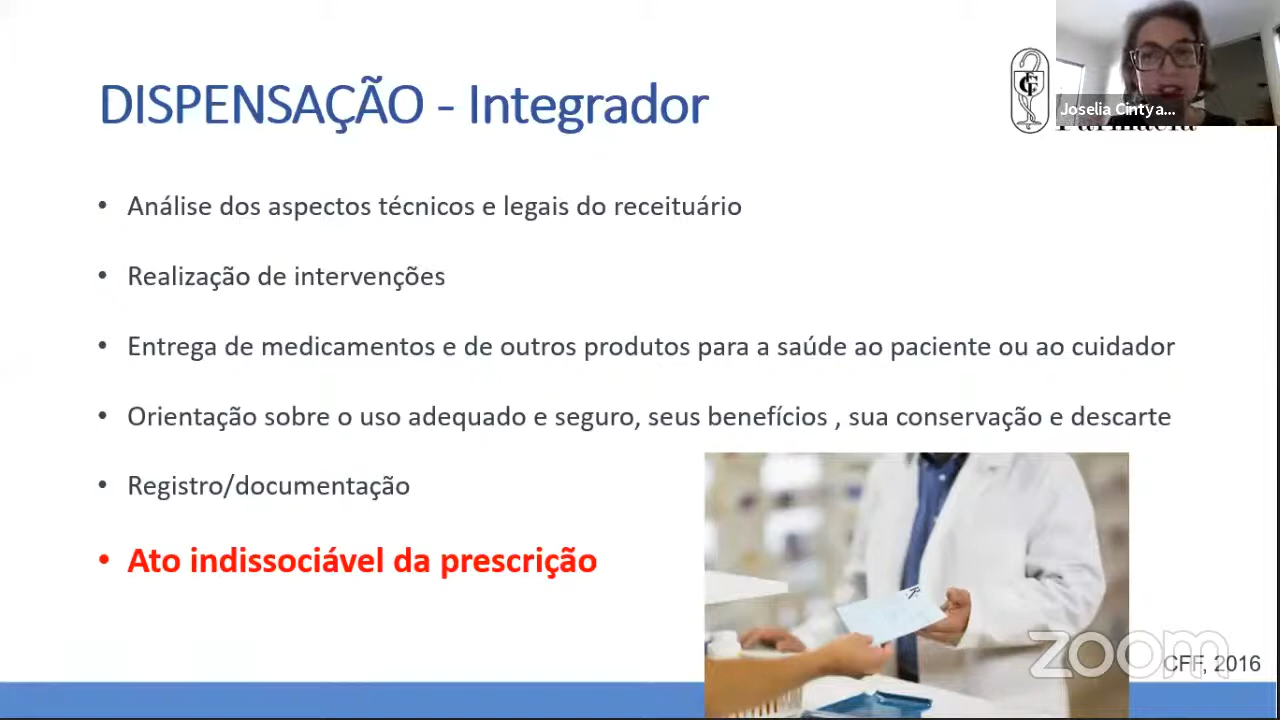 DISPENSAÇÃO - Integrador
Joselia Cintya...
• Análise dos aspectos técnicos e legais do receituário
• Realização de intervenções
• Entrega de medicamentos e de outros produtos para a saúde ao paciente ou ao cuidador
• Orientação sobre o uso adequado e seguro, seus benefícios , sua conservação e descarte
• Registro/documentação
• Ato indissociável da prescrição
zoom
CFF, 2016